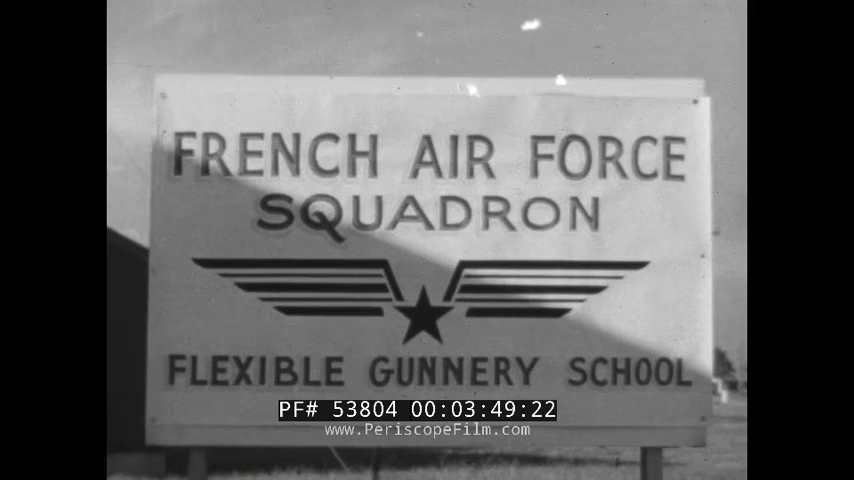 FRENCH AIR FORCE
SQUADRON
FLEXIBLE GUNNERY SCHOOL
PF# 53804 00:03:49:22
www.PeriscopeFilm.com